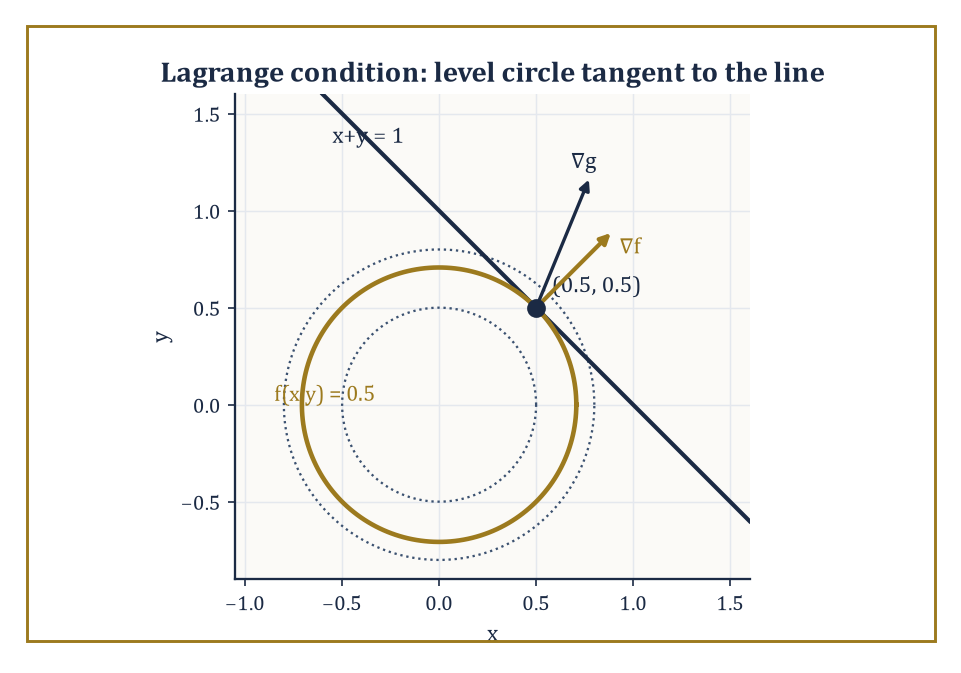 Lagrange condition: level circle tangent to the line
1.5
x+y = 1
∇g
1.0
∇f
(0.5, 0.5)
0.5
y
f(x,y) = 0.5
0.0
−0.5
−1.0 −0.5 0.0 0.5 1.0 1.5
x